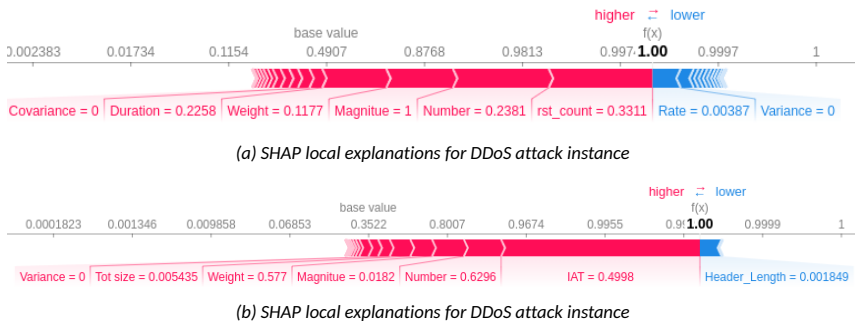 higher ⇄ lower
base value f(x)
0.002383 0.01734 0.1154 0.4907 0.8768 0.9813 0.997 1.00 0.9997 1
Covariance = 0 Duration = 0.2258 Weight = 0.1177 Magnitue = 1 Number = 0.2381 rst_count = 0.3311 Rate = 0.00387 Variance = 0
(a) SHAP local explanations for DDoS attack instance
higher ⇄ lower
base value f(x)
0.0001823 0.001346 0.009858 0.06853 0.3522 0.8007 0.9674 0.9955 0.9 1.00 0.9999 1
Variance = 0 Tot size = 0.005435 Weight = 0.577 Magnitue = 0.0182 Number = 0.6296 IAT = 0.4998 Header_Length = 0.001849
(b) SHAP local explanations for DDoS attack instance